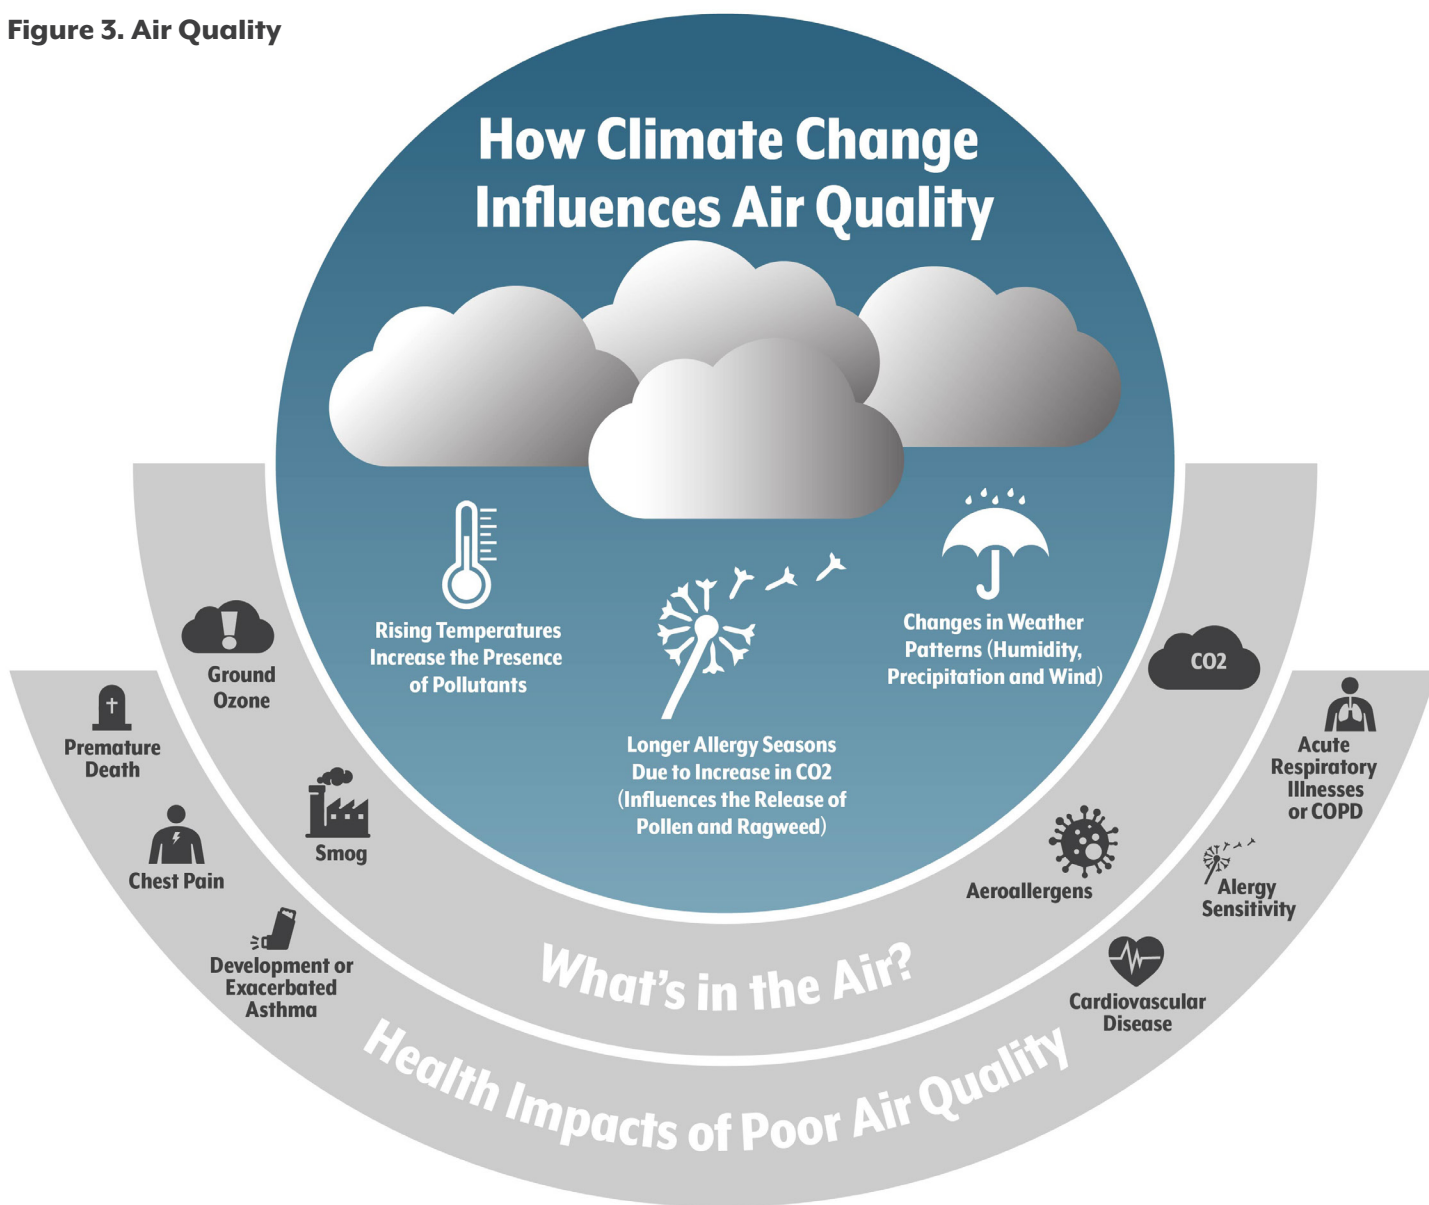 Figure 3. Air Quality
How Climate Change
Influences Air Quality
Rising Temperatures
Increase the Presence
of Pollutants
Longer Allergy Seasons
Due to Increase in CO2
(Influences the Release of
Pollen and Ragweed)
Changes in Weather
Patterns (Humidity,
Precipitation and Wind)
Ground
Ozone
Smog
Aeroallergens
CO2
What's in the Air?
Premature
Death
Chest Pain
Development or
Exacerbated
Asthma
Cardiovascular
Disease
Alergy
Sensitivity
Acute
Respiratory
Illnesses
or COPD
Health Impacts of Poor Air Quality